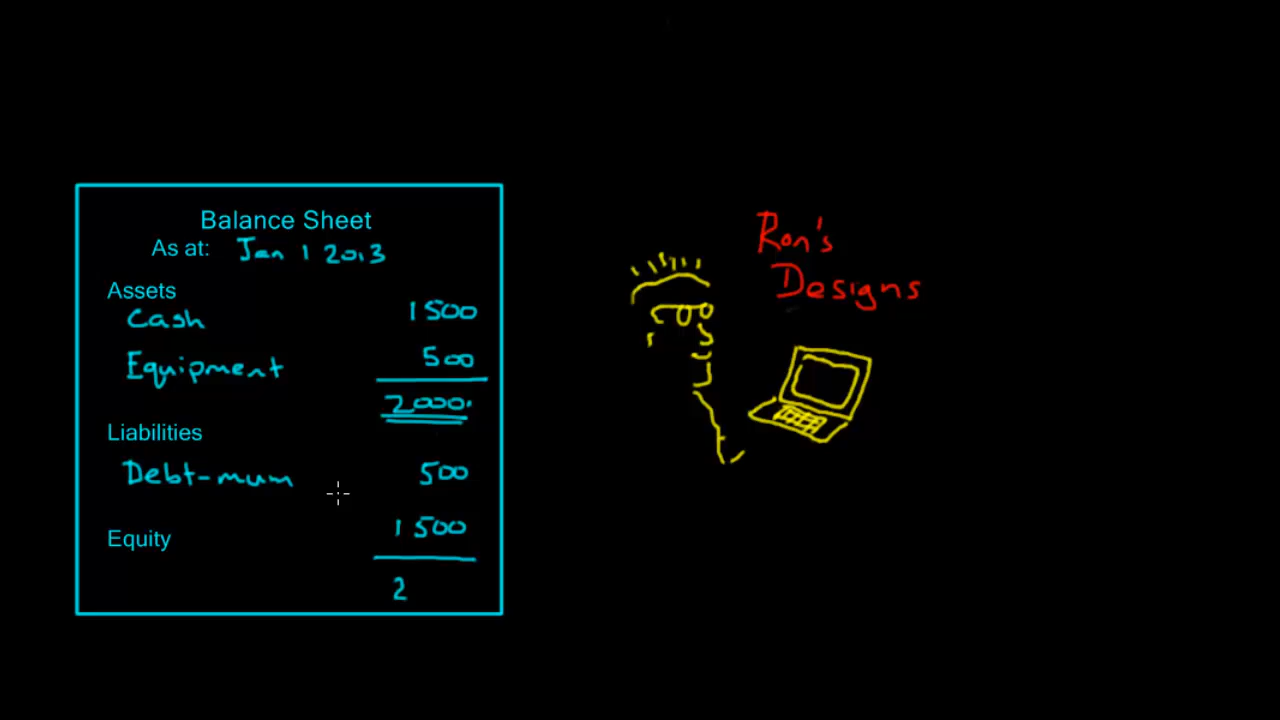 Balance Sheet
As at: Jan 1 2013
Assets
Cash 1500
Equipment 500
2000
Liabilities
Debt-mum 500
Equity 1500
2
Ron's
Designs